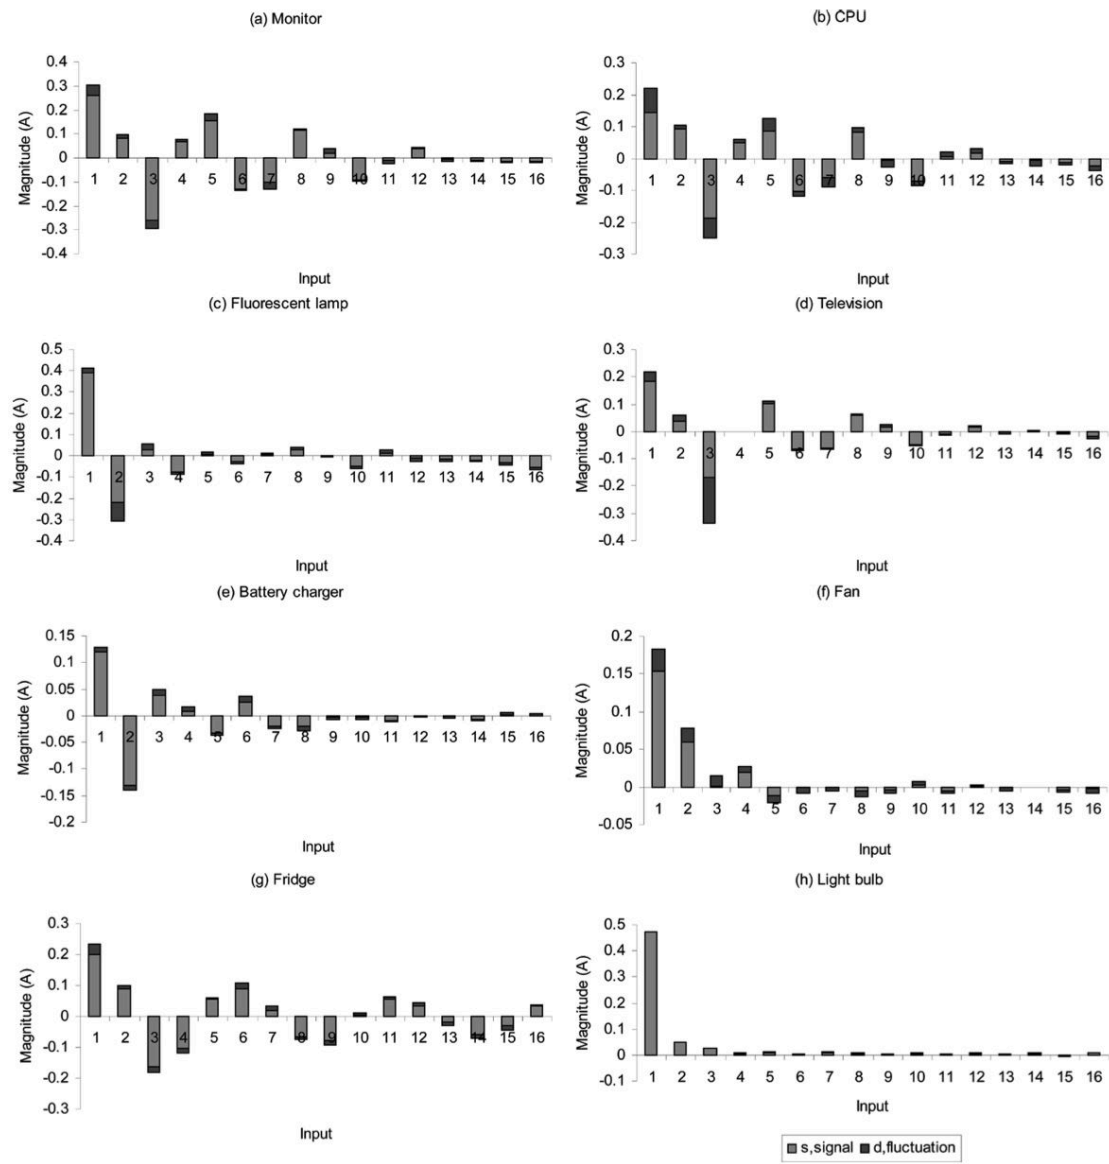 (a) Monitor
0.4
0.3
0.2
0.1
0
-0.1
-0.2
-0.3
-0.4
Magnitude (A)
1 2 3 4 5 6 7 8 9 10 11 12 13 14 15 16
Input
(b) CPU
0.3
0.2
0.1
0
-0.1
-0.2
-0.3
Magnitude (A)
1 2 3 4 5 6 7 8 9 10 11 12 13 14 15 16
Input
(c) Fluorescent lamp
0.5
0.4
0.3
0.2
0.1
0
-0.1
-0.2
-0.3
-0.4
Magnitude (A)
1 2 3 4 5 6 7 8 9 10 11 12 13 14 15 16
Input
(d) Television
0.3
0.2
0.1
0
-0.1
-0.2
-0.3
-0.4
Magnitude (A)
1 2 3 4 5 6 7 8 9 10 11 12 13 14 15 16
Input
(e) Battery charger
0.15
0.1
0.05
0
-0.05
-0.1
-0.15
-0.2
Magnitude (A)
1 2 3 4 5 6 7 8 9 10 11 12 13 14 15 16
Input
(f) Fan
0.2
0.15
0.1
0.05
0
-0.05
Magnitude (A)
1 2 3 4 5 6 7 8 9 10 11 12 13 14 15 16
Input
(g) Fridge
0.3
0.2
0.1
0
-0.1
-0.2
-0.3
Magnitude (A)
1 2 3 4 5 6 7 8 9 10 11 12 13 14 15 16
Input
(h) Light bulb
0.5
0.4
0.3
0.2
0.1
0
-0.1
Magnitude (A)
1 2 3 4 5 6 7 8 9 10 11 12 13 14 15 16
Input
s,signal d,fluctuation